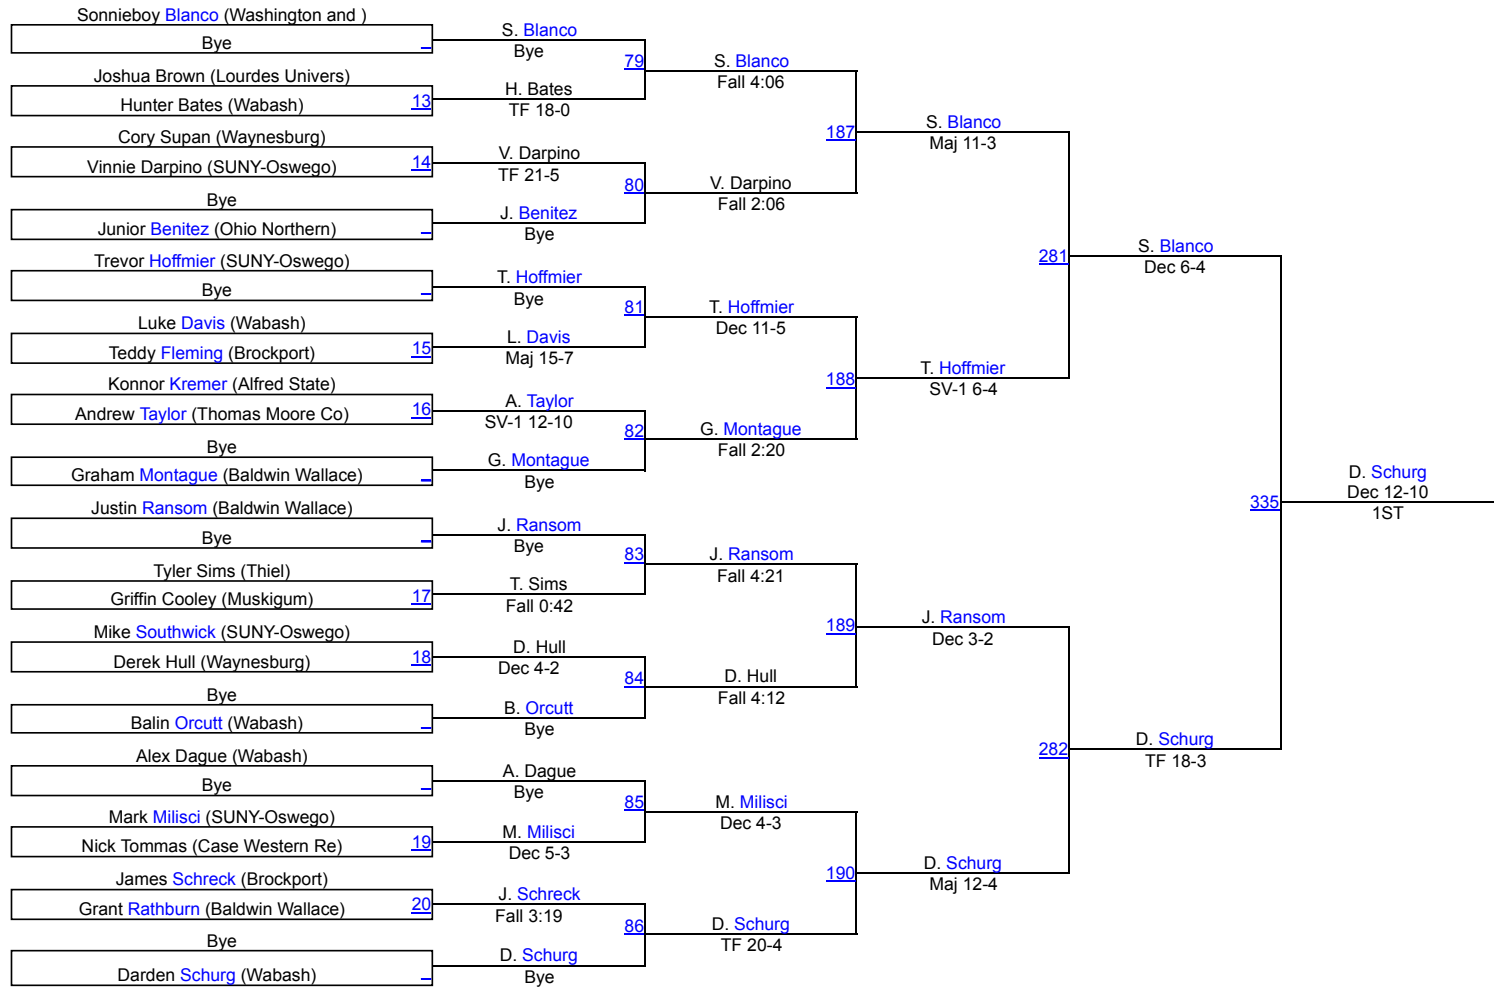 Sonnieboy Blanco (Washington and )
Bye
Joshua Brown (Lourdes Univers)
Hunter Bates (Wabash) 13
Cory Supan (Waynesburg)
Vinnie Darpino (SUNY-Oswego) 14
Bye
Junior Benitez (Ohio Northern)
Trevor Hoffmier (SUNY-Oswego)
Bye
Luke Davis (Wabash)
Teddy Fleming (Brockport) 15
Konnor Kremer (Alfred State)
Andrew Taylor (Thomas Moore Co) 16
Bye
Graham Montague (Baldwin Wallace)
Justin Ransom (Baldwin Wallace)
Bye
Tyler Sims (Thiel)
Griffin Cooley (Muskigum) 17
Mike Southwick (SUNY-Oswego)
Derek Hull (Waynesburg) 18
Bye
Balin Orcutt (Wabash)
Alex Dague (Wabash)
Bye
Mark Milisci (SUNY-Oswego)
Nick Tommas (Case Western Re) 19
James Schreck (Brockport)
Grant Rathburn (Baldwin Wallace) 20
Bye
Darden Schurg (Wabash)
S. Blanco
Bye
79
H. Bates
TF 18-0
V. Darpino
TF 21-5
80
J. Benitez
Bye
T. Hoffmier
Bye
81
L. Davis
Maj 15-7
A. Taylor
SV-1 12-10
82
G. Montague
Bye
J. Ransom
Bye
83
T. Sims
Fall 0:42
D. Hull
Dec 4-2
84
B. Orcutt
Bye
A. Dague
Bye
85
M. Milisci
Dec 5-3
J. Schreck
Fall 3:19
86
D. Schurg
Bye
S. Blanco
Fall 4:06
187
V. Darpino
Fall 2:06
T. Hoffmier
Dec 11-5
188
G. Montague
Fall 2:20
J. Ransom
Fall 4:21
189
D. Hull
Fall 4:12
M. Milisci
Dec 4-3
190
D. Schurg
TF 20-4
S. Blanco
Maj 11-3
281
T. Hoffmier
SV-1 6-4
J. Ransom
Dec 3-2
282
D. Schurg
Maj 12-4
S. Blanco
Dec 6-4
335
D. Schurg
TF 18-3
D. Schurg
Dec 12-10
1ST